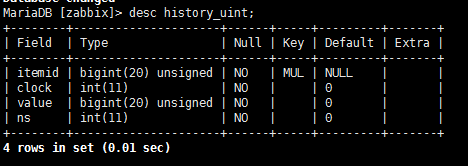 Database changed
MariaDB [zabbix]> desc history_uint;
+--------+---------------------+------+-----+---------+-------+
| Field  | Type                | Null | Key | Default | Extra |
+--------+---------------------+------+-----+---------+-------+
| itemid | bigint(20) unsigned | NO   | MUL | NULL    |       |
| clock  | int(11)             | NO   |     | 0       |       |
| value  | bigint(20) unsigned | NO   |     | 0       |       |
| ns     | int(11)             | NO   |     | 0       |       |
+--------+---------------------+------+-----+---------+-------+
4 rows in set (0.01 sec)